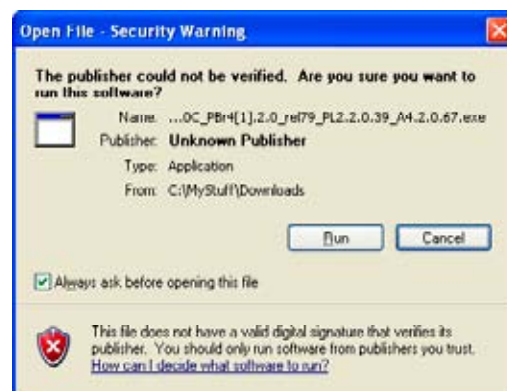 Open File - Security Warning
The publisher could not be verified. Are you sure you want to
run this software?
Name: ...0C_PBr4[1].2.0_rel79_PL2.2.0.39_A4.2.0.67.exe
Publisher: Unknown Publisher
Type: Application
From: C:\MyStuff\Downloads
Run
Cancel
Always ask before opening this file
This file does not have a valid digital signature that verifies its
publisher. You should only run software from publishers you trust.
How can I decide what software to run?